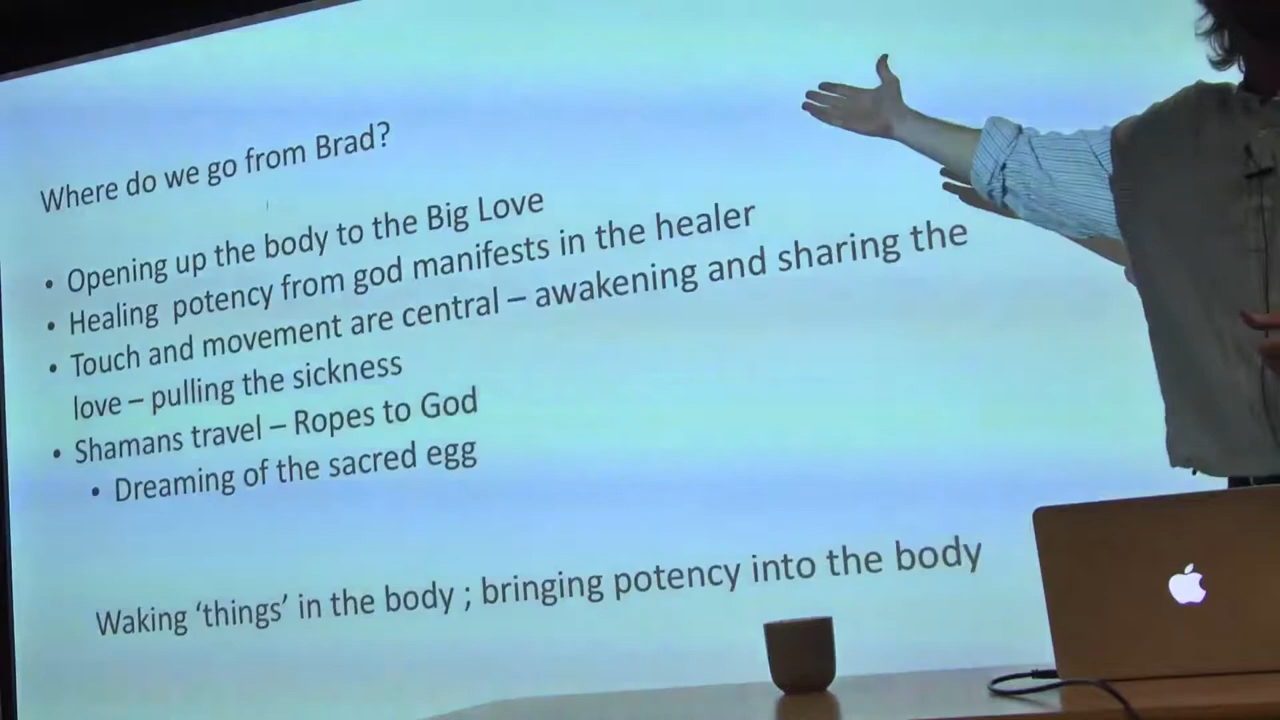 Where do we go from Brad?
• Opening up the body to the Big Love
• Healing potency from god manifests in the healer
• Touch and movement are central – awakening and sharing the
love – pulling the sickness
• Shamans travel – Ropes to God
• Dreaming of the sacred egg
Waking ‘things’ in the body ; bringing potency into the body